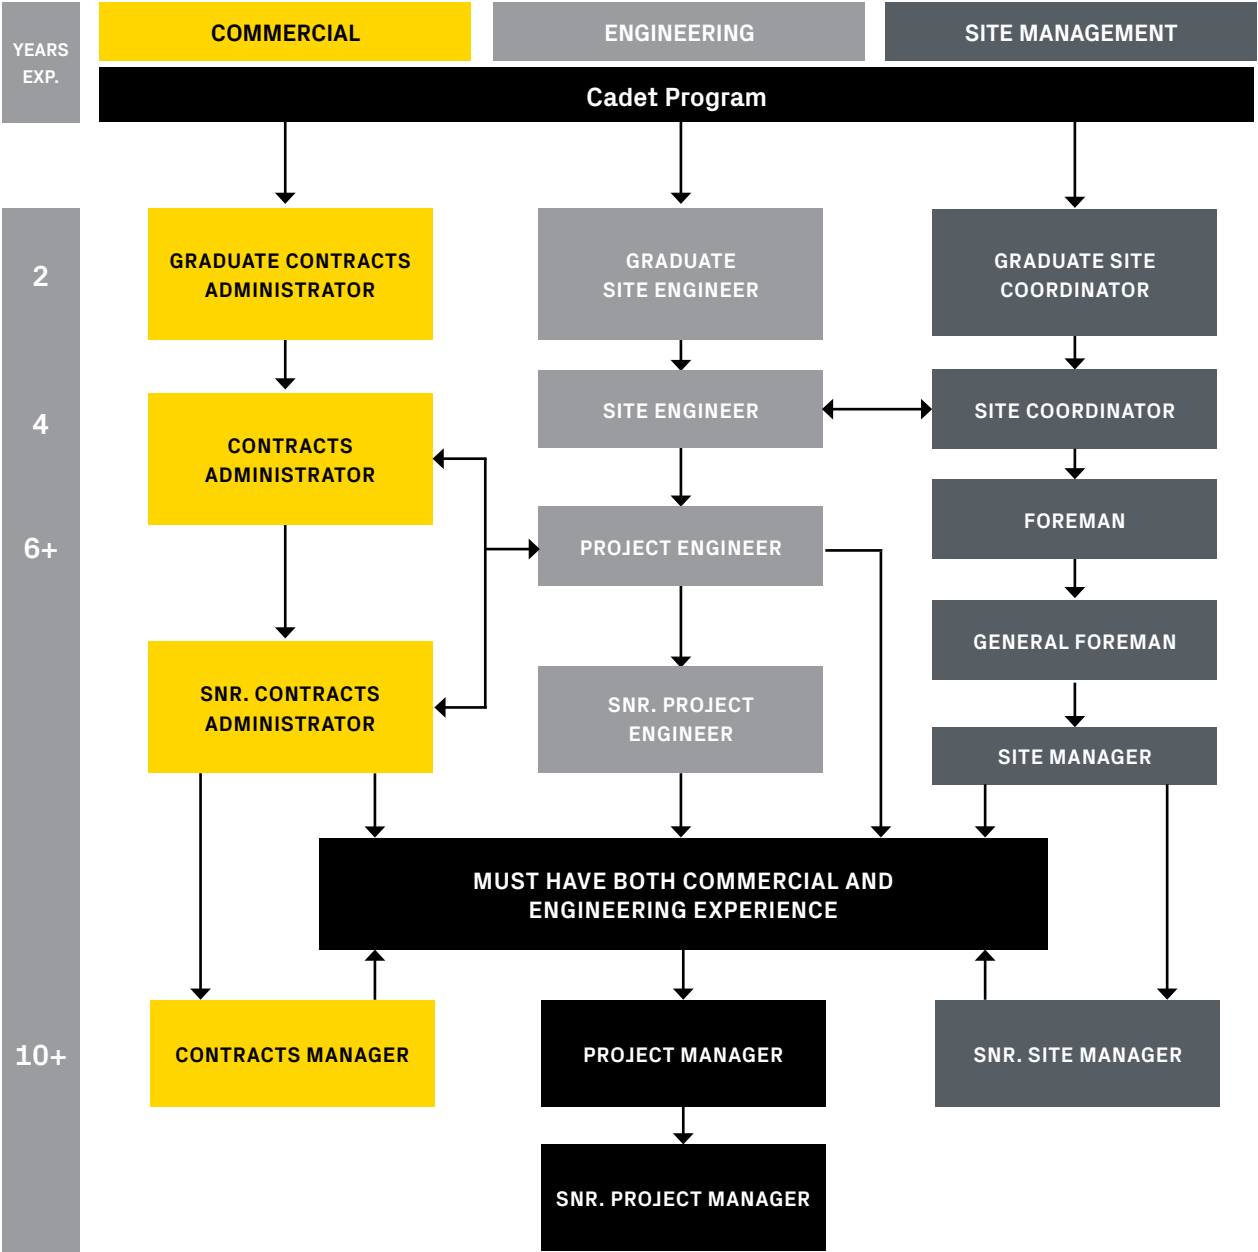 YEARS
EXP.
COMMERCIAL
ENGINEERING
SITE MANAGEMENT
Cadet Program
2
GRADUATE CONTRACTS
ADMINISTRATOR
GRADUATE
SITE ENGINEER
GRADUATE SITE
COORDINATOR
4
CONTRACTS
ADMINISTRATOR
SITE ENGINEER
SITE COORDINATOR
6+
PROJECT ENGINEER
FOREMAN
GENERAL FOREMAN
SNR. CONTRACTS
ADMINISTRATOR
SNR. PROJECT
ENGINEER
SITE MANAGER
MUST HAVE BOTH COMMERCIAL AND
ENGINEERING EXPERIENCE
10+
CONTRACTS MANAGER
PROJECT MANAGER
SNR. SITE MANAGER
SNR. PROJECT MANAGER